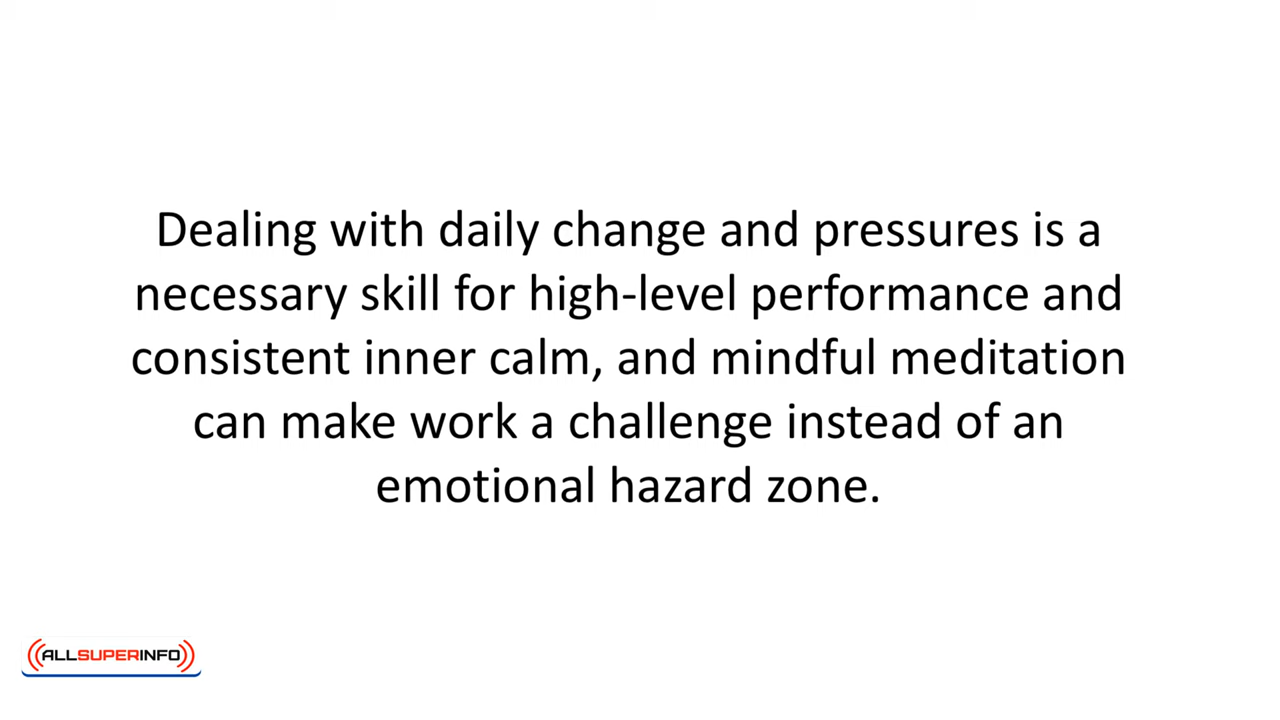 Dealing with daily change and pressures is a
necessary skill for high-level performance and
consistent inner calm, and mindful meditation
can make work a challenge instead of an
emotional hazard zone.
ALLSUPERINFO